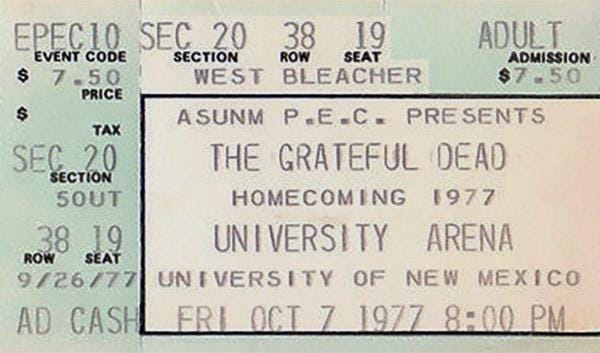 EPEC10 SEC 20 38 19 ADULT
EVENT CODE SECTION ROW SEAT ADMISSION
$ 7.50 WEST BLEACHER $7.50
PRICE
$
TAX
SEC 20
SECTION
SOUT
38 19
ROW SEAT
9/26/77
AD CASH
ASUNM P.E.C. PRESENTS
THE GRATEFUL DEAD
HOMECOMING 1977
UNIVERSITY ARENA
UNIVERSITY OF NEW MEXICO
FRI OCT 7 1977 8:00 PM